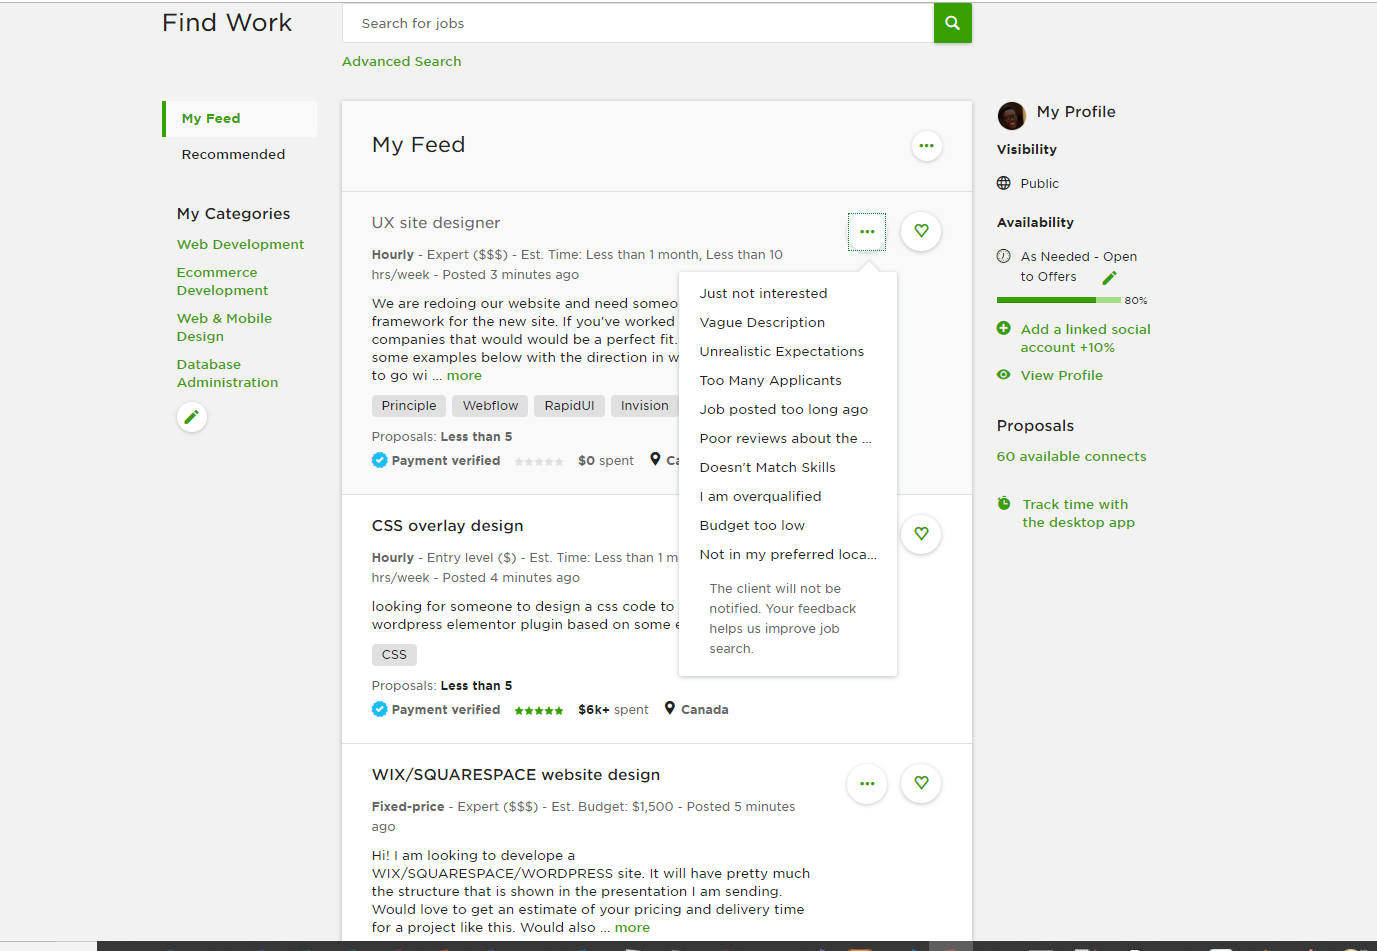 Find Work
Search for jobs
Advanced Search
My Feed
Recommended
My Categories
Web Development
Ecommerce
Development
Web & Mobile
Design
Database
Administration
My Feed
UX site designer
Hourly - Expert ($$$) - Est. Time: Less than 1 month, Less than 10
hrs/week - Posted 3 minutes ago
We are redoing our website and need someo
framework for the new site. If you've worked
companies that would would be a perfect fit.
some examples below with the direction in w
to go wi ... more
Principle Webflow RapidUI Invision
Proposals: Less than 5
Payment verified $0 spent Ca
Just not interested
Vague Description
Unrealistic Expectations
Too Many Applicants
Job posted too long ago
Poor reviews about the ...
Doesn't Match Skills
I am overqualified
Budget too low
Not in my preferred loca...
The client will not be
notified. Your feedback
helps us improve job
search.
CSS overlay design
Hourly - Entry level ($) - Est. Time: Less than 1 m
hrs/week - Posted 4 minutes ago
looking for someone to design a css code to
wordpress elementor plugin based on some
CSS
Proposals: Less than 5
Payment verified $6k+ spent Canada
WIX/SQUARESPACE website design
Fixed-price - Expert ($$$) - Est. Budget: $1,500 - Posted 5 minutes
ago
Hi! I am looking to develope a
WIX/SQUARESPACE/WORDPRESS site. It will have pretty much
the structure that is shown in the presentation I am sending.
Would love to get an estimate of your pricing and delivery time
for a project like this. Would also ... more
My Profile
Visibility
Public
Availability
As Needed - Open
to Offers
80%
Add a linked social
account +10%
View Profile
Proposals
60 available connects
Track time with
the desktop app